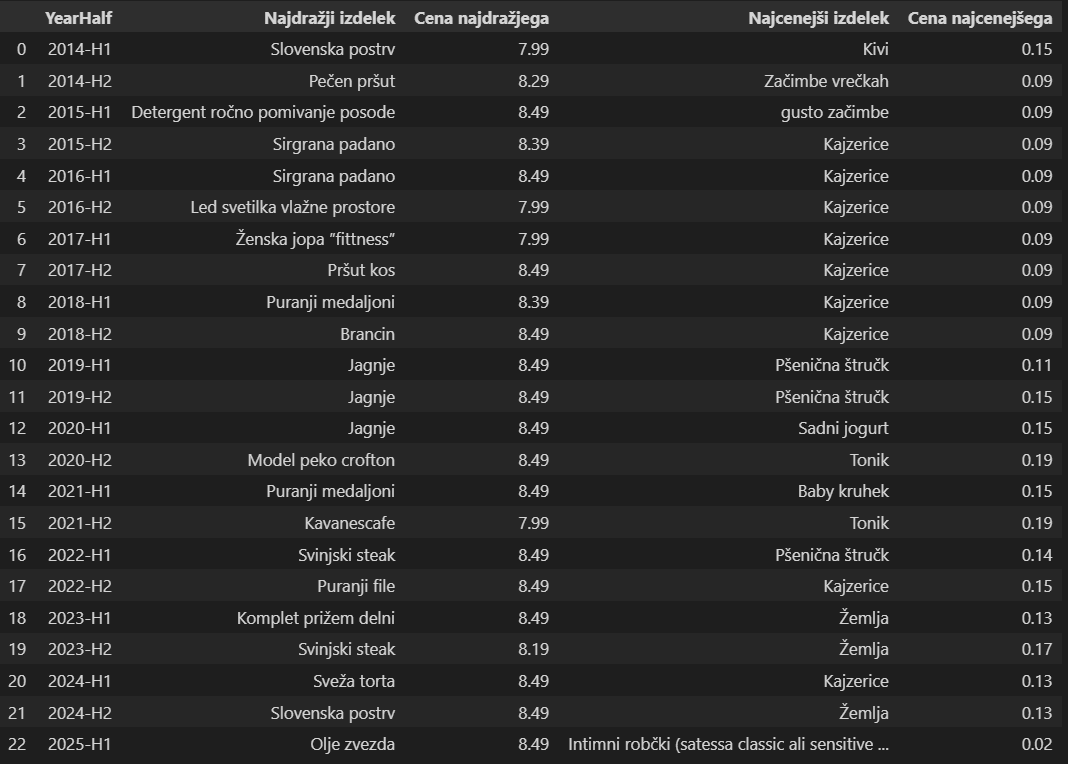 YearHalf Najdražji izdelek Cena najdražjega Najcenejši izdelek Cena najcenejšega
0 2014-H1 Slovenska postrv 7.99 Kivi 0.15
1 2014-H2 Pečen pršut 8.29 Začimbe vrečkah 0.09
2 2015-H1 Detergent ročno pomivanje posode 8.49 gusto začimbe 0.09
3 2015-H2 Sirgrana padano 8.39 Kajzerice 0.09
4 2016-H1 Sirgrana padano 8.49 Kajzerice 0.09
5 2016-H2 Led svetilka vlažne prostore 7.99 Kajzerice 0.09
6 2017-H1 Ženska jopa ”fittness” 7.99 Kajzerice 0.09
7 2017-H2 Pršut kos 8.49 Kajzerice 0.09
8 2018-H1 Puranji medaljoni 8.39 Kajzerice 0.09
9 2018-H2 Brancin 8.49 Kajzerice 0.09
10 2019-H1 Jagnje 8.49 Pšenična štručk 0.11
11 2019-H2 Jagnje 8.49 Pšenična štručk 0.15
12 2020-H1 Jagnje 8.49 Sadni jogurt 0.15
13 2020-H2 Model peko crofton 8.49 Tonik 0.19
14 2021-H1 Puranji medaljoni 8.49 Baby kruhek 0.15
15 2021-H2 Kavanescafe 7.99 Tonik 0.19
16 2022-H1 Svinjski steak 8.49 Pšenična štručk 0.14
17 2022-H2 Puranji file 8.49 Kajzerice 0.15
18 2023-H1 Komplet prižem delni 8.49 Žemlja 0.13
19 2023-H2 Svinjski steak 8.19 Žemlja 0.17
20 2024-H1 Sveža torta 8.49 Kajzerice 0.13
21 2024-H2 Slovenska postrv 8.49 Žemlja 0.13
22 2025-H1 Olje zvezda 8.49 Intimni robčki (satessa classic ali sensitive ... 0.02